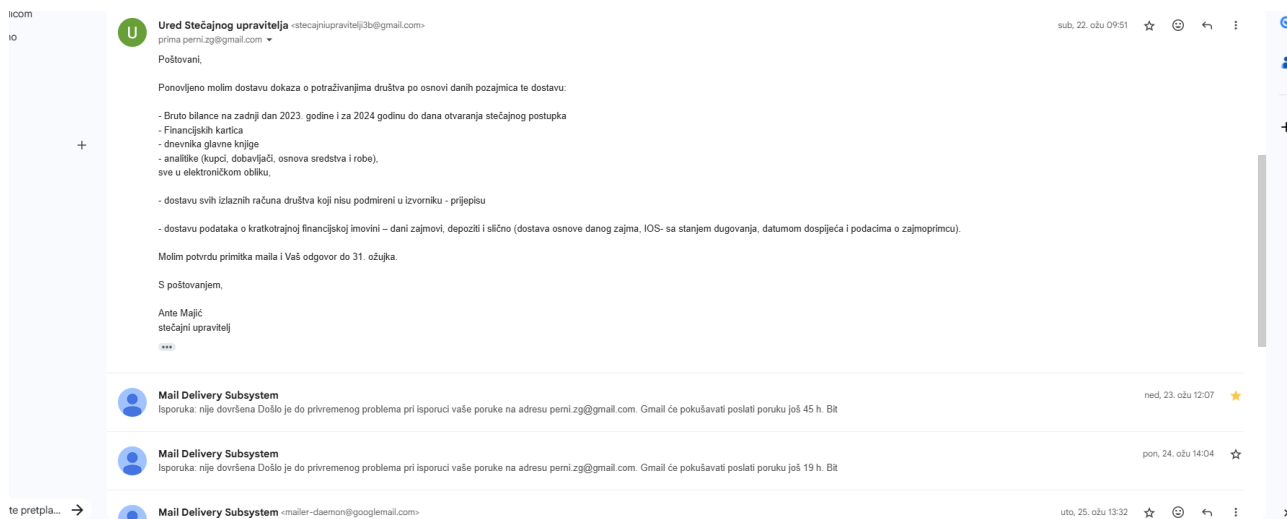 licom
no
Ured Stečajnog upravitelja <stecajniupravitelji3b@gmail.com>
sub, 22. ožu 09:51
prima perni.zg@gmail.com
Poštovani,
Ponovljeno molim dostavu dokaza o potraživanjima društva po osnovi danih pozajmica te dostavu:
- Bruto bilance na zadnji dan 2023. godine i za 2024 godinu do dana otvaranja stečajnog postupka
- Financijskih kartica
- dnevnika glavne knjige
- analitike (kupci, dobavljači, osnova sredstva i robe),
sve u elektroničkom obliku,
- dostavu svih izlaznih računa društva koji nisu podmireni u izvorniku - prijepisu
- dostavu podataka o kratkotrajnoj financijskoj imovini – dani zajmovi, depoziti i slično (dostava osnove danog zajma, IOS- sa stanjem dugovanja, datumom dospijeća i podacima o zajmoprimcu).
Molim potvrdu primitka maila i Vaš odgovor do 31. ožujka.
S poštovanjem,
Ante Majić
stečajni upravitelj
Mail Delivery Subsystem
ned, 23. ožu 12:07
Isporuka: nije dovršena Došlo je do privremenog problema pri isporuci vaše poruke na adresu perni.zg@gmail.com. Gmail će pokušavati poslati poruku još 45 h. Bit
Mail Delivery Subsystem
pon, 24. ožu 14:04
Isporuka: nije dovršena Došlo je do privremenog problema pri isporuci vaše poruke na adresu perni.zg@gmail.com. Gmail će pokušavati poslati poruku još 19 h. Bit
te pretpla...
Mail Delivery Subsystem <mailer-daemon@googlemail.com>
uto, 25. ožu 13:32